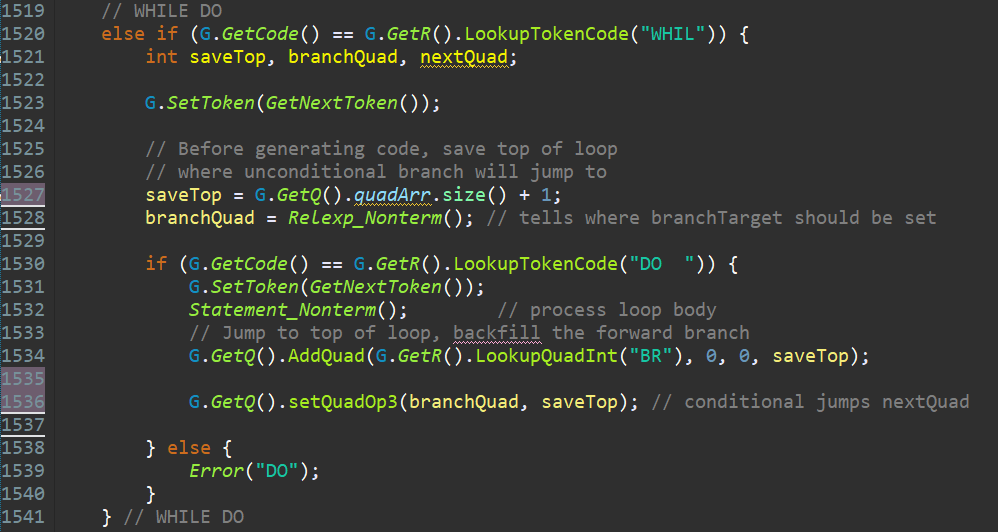 1519 // WHILE DO
1520 else if (G.GetCode() == G.GetR().LookupTokenCode("WHIL")) {
1521 int saveTop, branchQuad, nextQuad;
1522
1523 G.SetToken(GetNextToken());
1524
1525 // Before generating code, save top of loop
1526 // where unconditional branch will jump to
1527 saveTop = G.GetQ().quadArr.size() + 1;
1528 branchQuad = Relexp_Nonterm(); // tells where branchTarget should be set
1529
1530 if (G.GetCode() == G.GetR().LookupTokenCode("DO  ")) {
1531 G.SetToken(GetNextToken());
1532 Statement_Nonterm(); // process loop body
1533 // Jump to top of loop, backfill the forward branch
1534 G.GetQ().AddQuad(G.GetR().LookupQuadInt("BR"), 0, 0, saveTop);
1535
1536 G.GetQ().setQuadOp3(branchQuad, saveTop); // conditional jumps nextQuad
1537
1538 } else {
1539 Error("DO");
1540 }
1541 } // WHILE DO